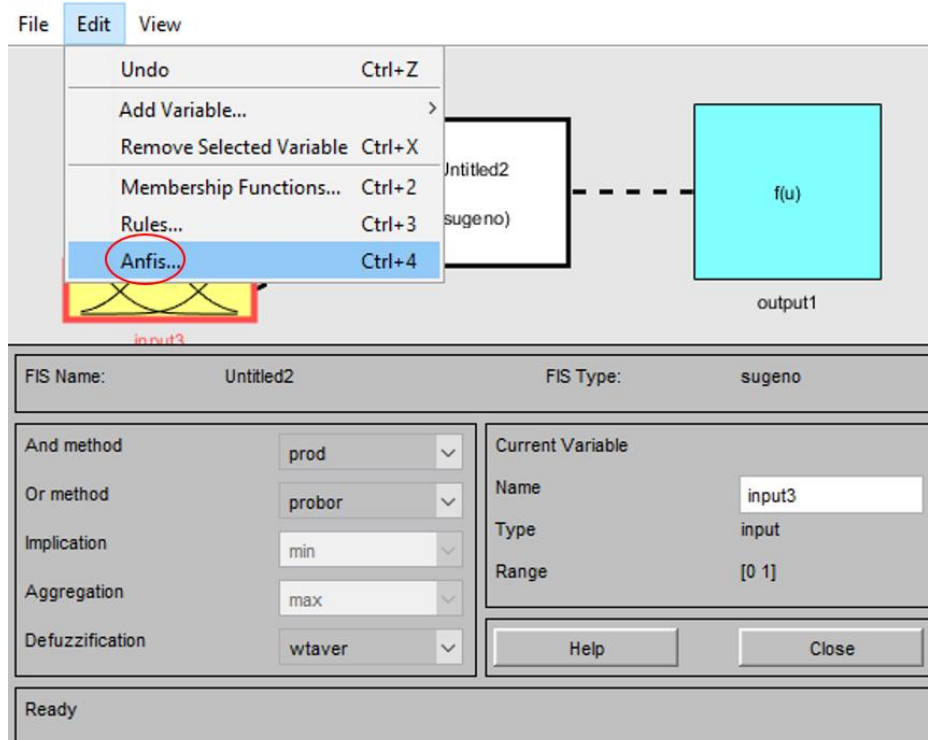 File Edit View
Undo Ctrl+Z
Add Variable... >
Remove Selected Variable Ctrl+X
Membership Functions... Ctrl+2
Rules... Ctrl+3
Anfis... Ctrl+4
Untitled2
(sugeno)
f(u)
output1
input3
FIS Name: Untitled2 FIS Type: sugeno
And method prod
Or method probor
Implication min
Aggregation max
Defuzzification wtaver
Current Variable
Name input3
Type input
Range [0 1]
Help Close
Ready